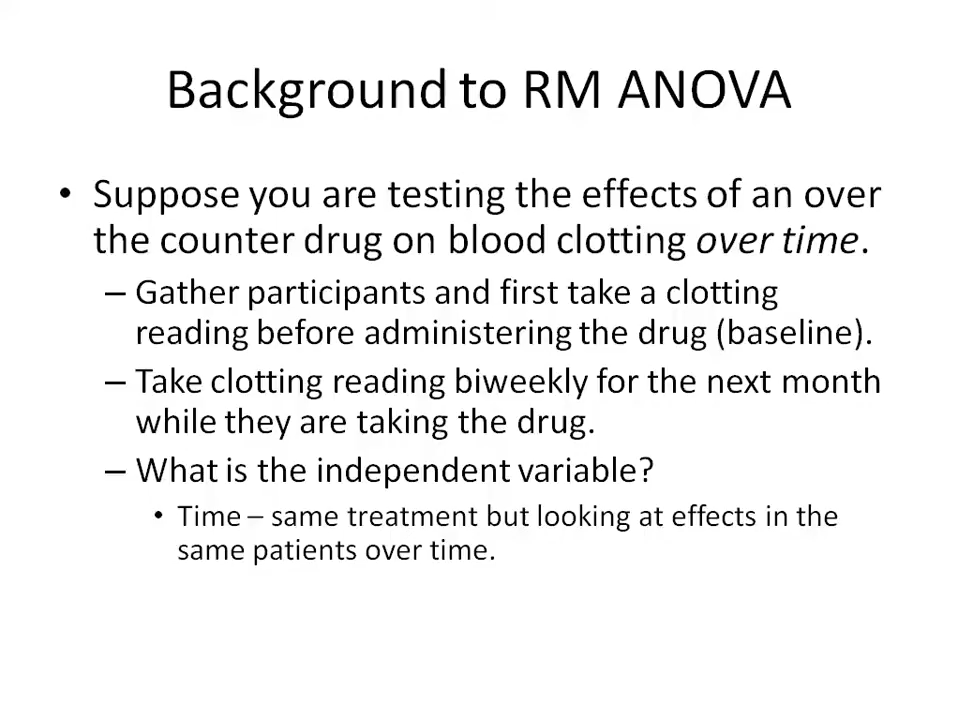 Background to RM ANOVA
• Suppose you are testing the effects of an over
the counter drug on blood clotting over time.
– Gather participants and first take a clotting
reading before administering the drug (baseline).
– Take clotting reading biweekly for the next month
while they are taking the drug.
– What is the independent variable?
• Time – same treatment but looking at effects in the
same patients over time.